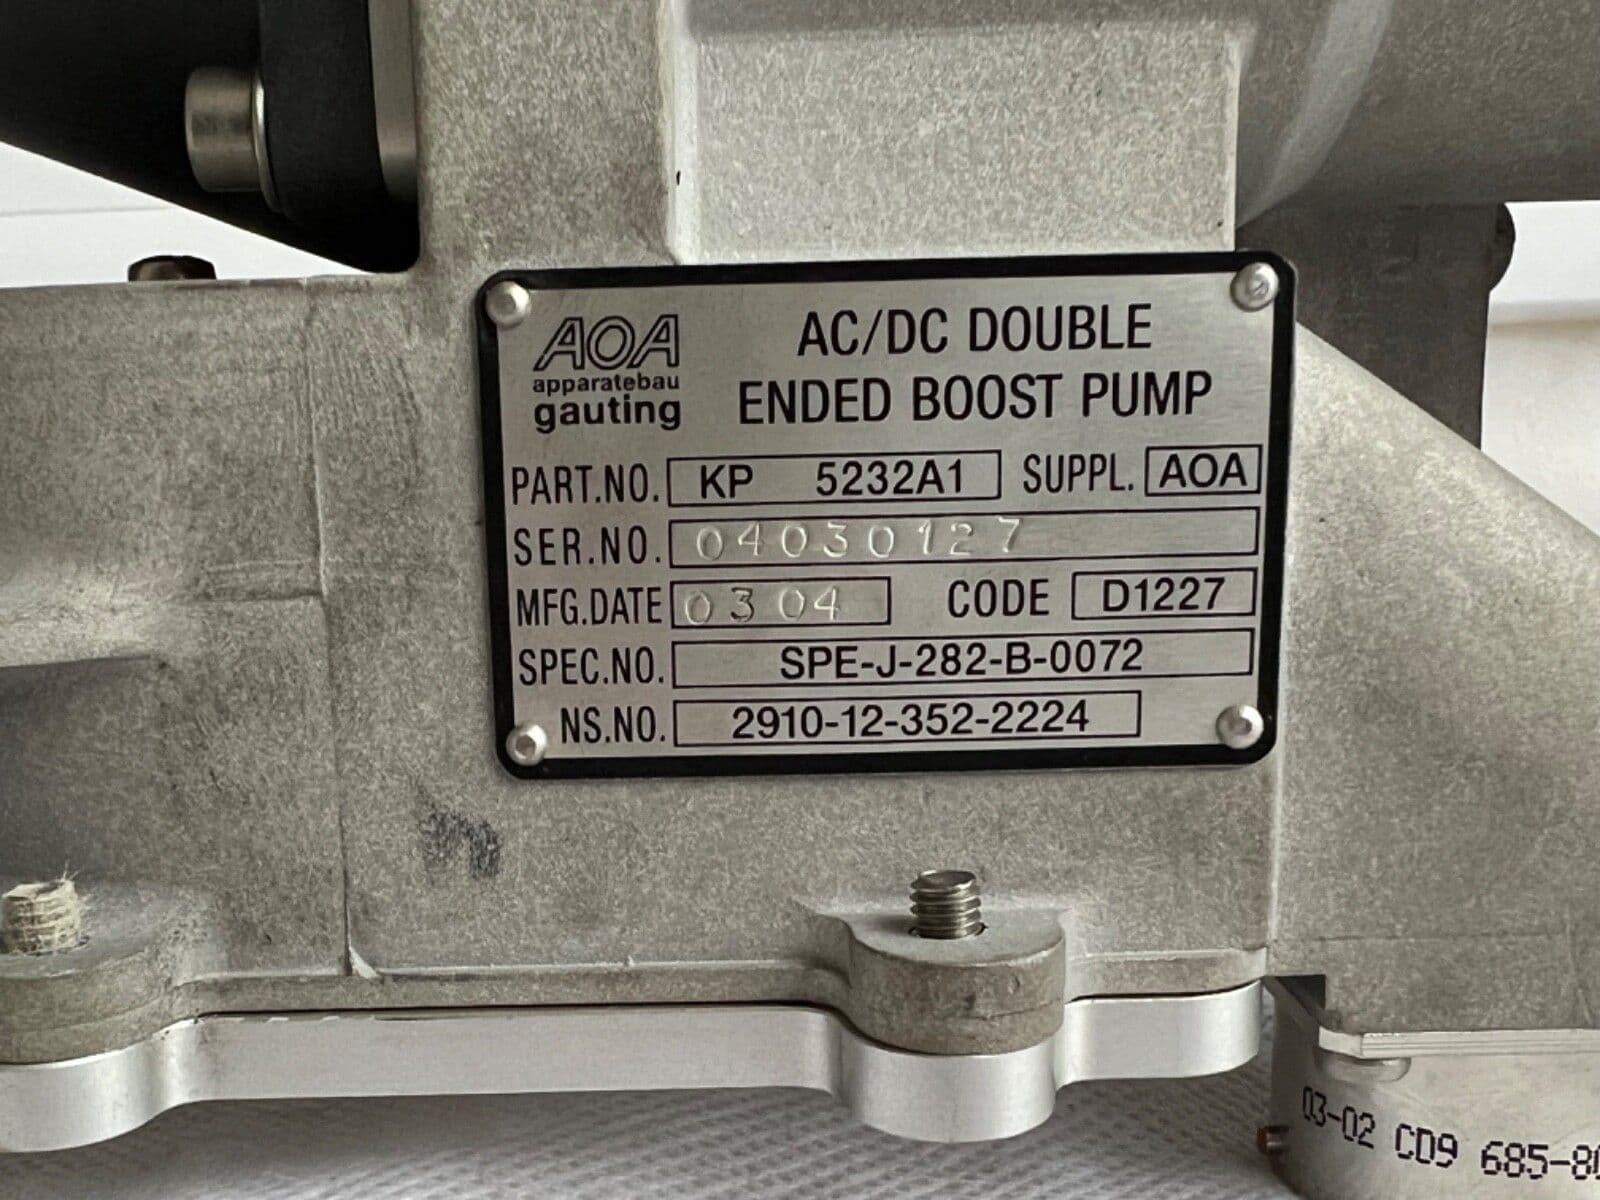 AOA
apparatebau
gauting
AC/DC DOUBLE
ENDED BOOST PUMP
PART.NO. KP 5232A1 SUPPL. AOA
SER.NO. 04030127
MFG.DATE 03 04 CODE D1227
SPEC.NO. SPE-J-282-B-0072
NS.NO. 2910-12-352-2224
03-02 CD9 685-80